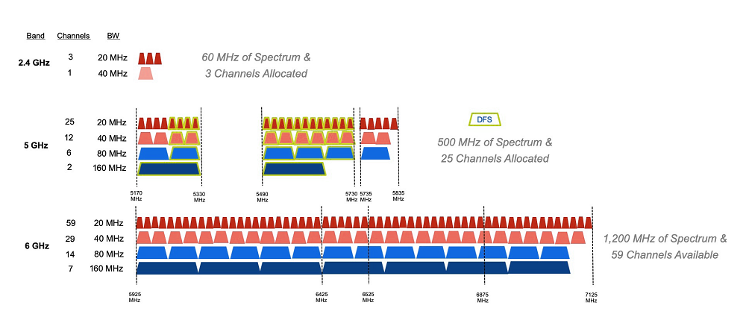 Band Channels BW
2.4 GHz
3 20 MHz
1 40 MHz
60 MHz of Spectrum &
3 Channels Allocated
5 GHz
25 20 MHz
12 40 MHz
6 80 MHz
2 160 MHz
DFS
500 MHz of Spectrum &
25 Channels Allocated
5170 MHz
5330 MHz
5490 MHz
5730 MHz
5735 MHz
5835 MHz
6 GHz
59 20 MHz
29 40 MHz
14 80 MHz
7 160 MHz
1,200 MHz of Spectrum &
59 Channels Available
5925 MHz
6425 MHz
6525 MHz
6875 MHz
7125 MHz